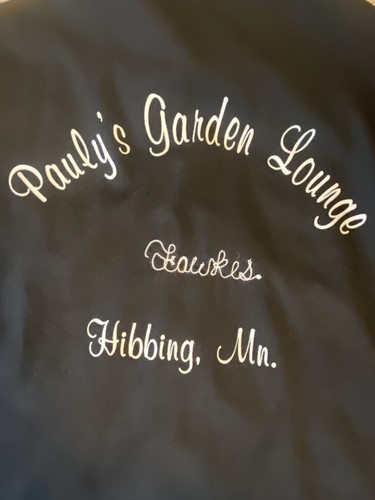 Pauly's Garden Lounge
Hawkes.
Hibbing, Mn.